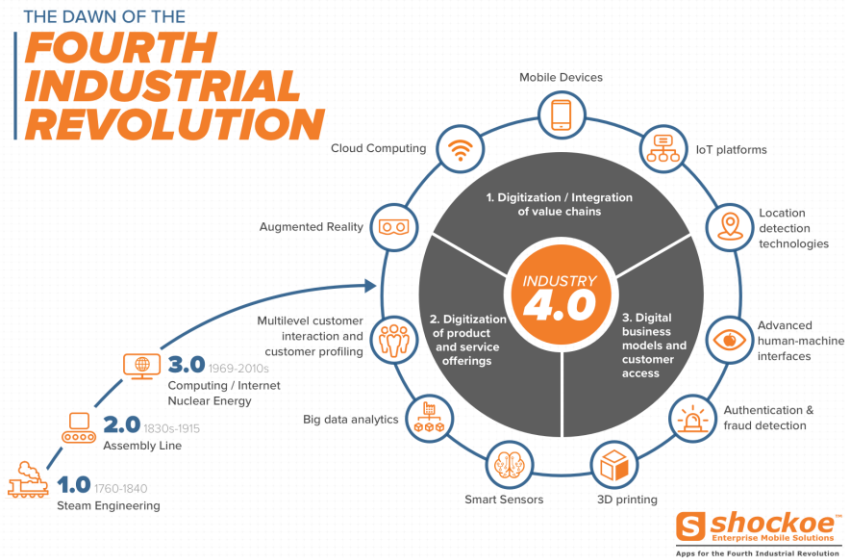 THE DAWN OF THE
FOURTH
INDUSTRIAL
REVOLUTION
Mobile Devices
Cloud Computing
IoT platforms
Augmented Reality
Location
detection
technologies
Multilevel customer
interaction and
customer profiling
Advanced
human-machine
interfaces
Big data analytics
Authentication &
fraud detection
Smart Sensors
3D printing
1. Digitization / Integration
of value chains
INDUSTRY
4.0
2. Digitization
of product
and service
offerings
3. Digital
business
models and
customer
access
3.0 1969-2010s
Computing / Internet
Nuclear Energy
2.0 1830s-1915
Assembly Line
1.0 1760-1840
Steam Engineering
S shockoe™
Enterprise Mobile Solutions
Apps for the Fourth Industrial Revolution